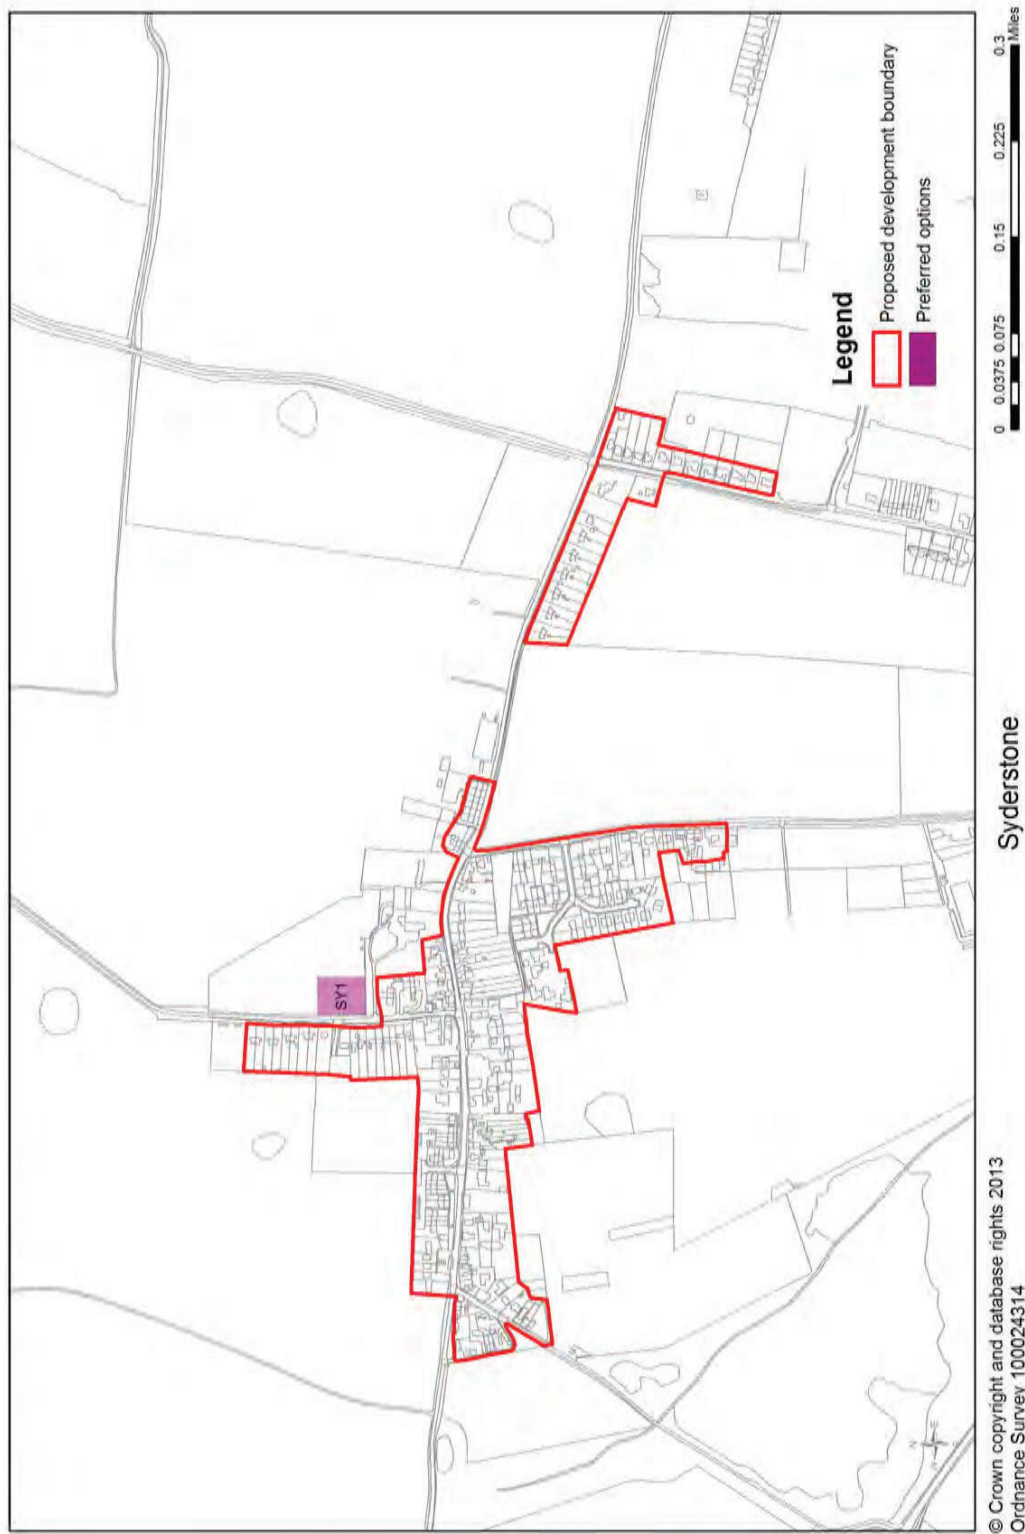 SY1
Legend
Proposed development boundary
Preferred options
N
E
Syderstone
© Crown copyright and database rights 2013
Ordnance Survey 100024314
0 0.0375 0.075 0.15 0.225 0.3
Miles